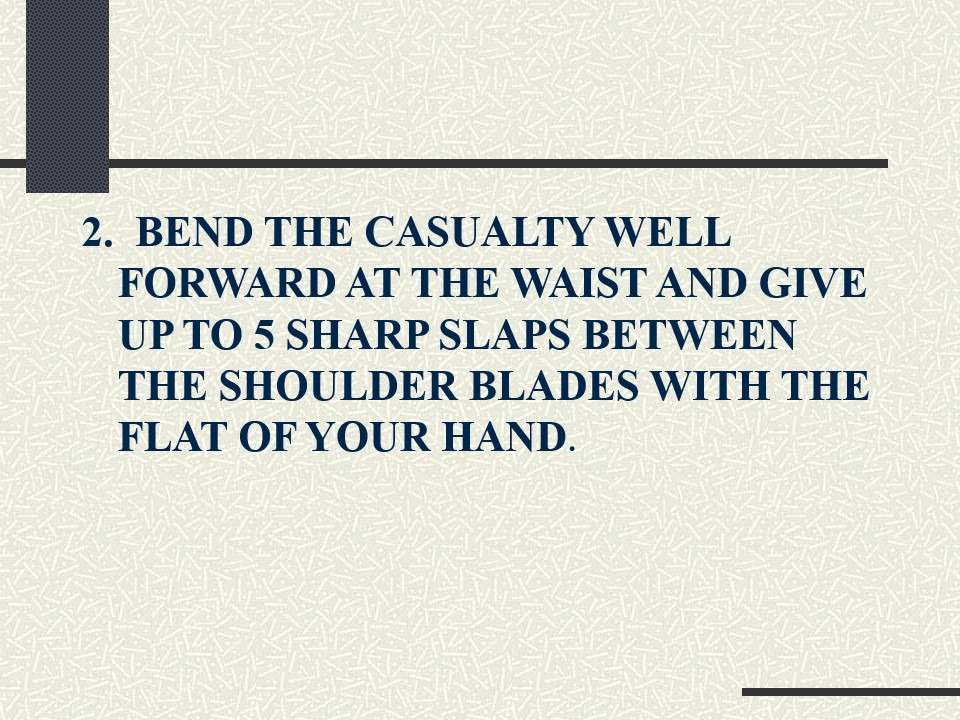 2. BEND THE CASUALTY WELL
FORWARD AT THE WAIST AND GIVE
UP TO 5 SHARP SLAPS BETWEEN
THE SHOULDER BLADES WITH THE
FLAT OF YOUR HAND.